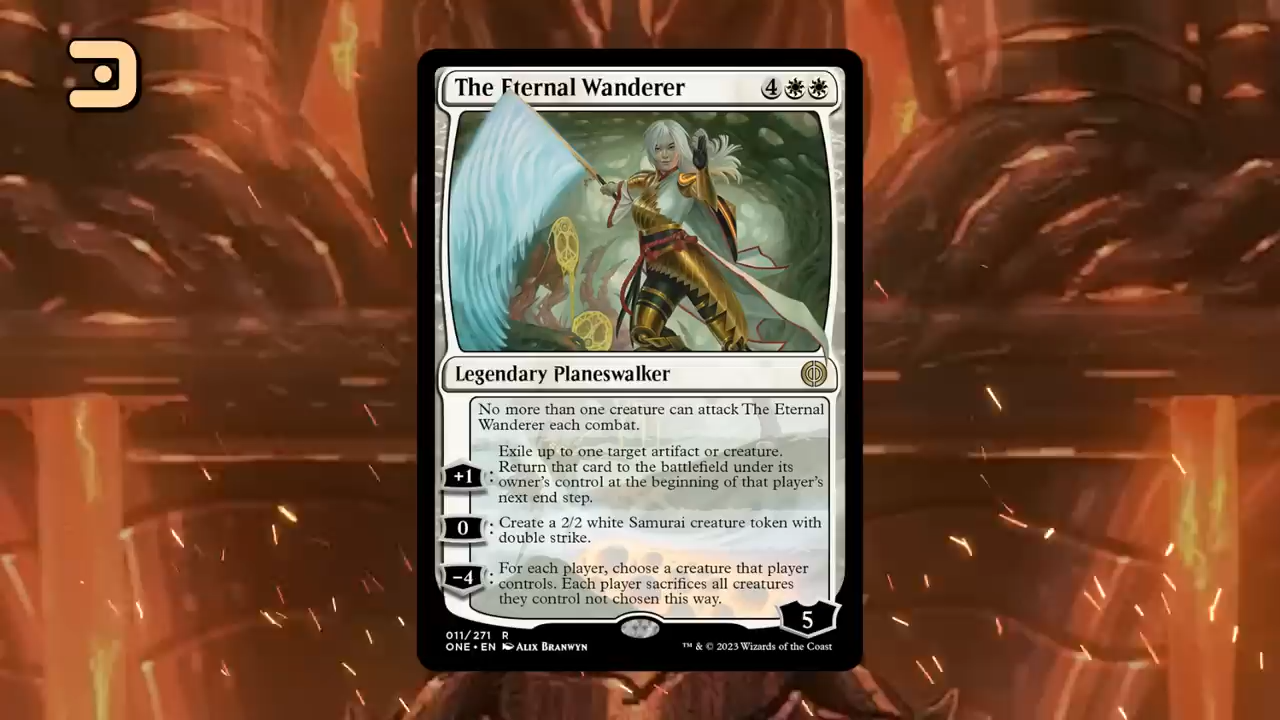 The Eternal Wanderer 4
Legendary Planeswalker
No more than one creature can attack The Eternal
Wanderer each combat.
+1: Exile up to one target artifact or creature.
Return that card to the battlefield under its
owner's control at the beginning of that player's
next end step.
0: Create a 2/2 white Samurai creature token with
double strike.
−4: For each player, choose a creature that player
controls. Each player sacrifices all creatures
they control not chosen this way.
5
011/271 R
ONE • EN Alix Branwyn
™ & © 2023 Wizards of the Coast